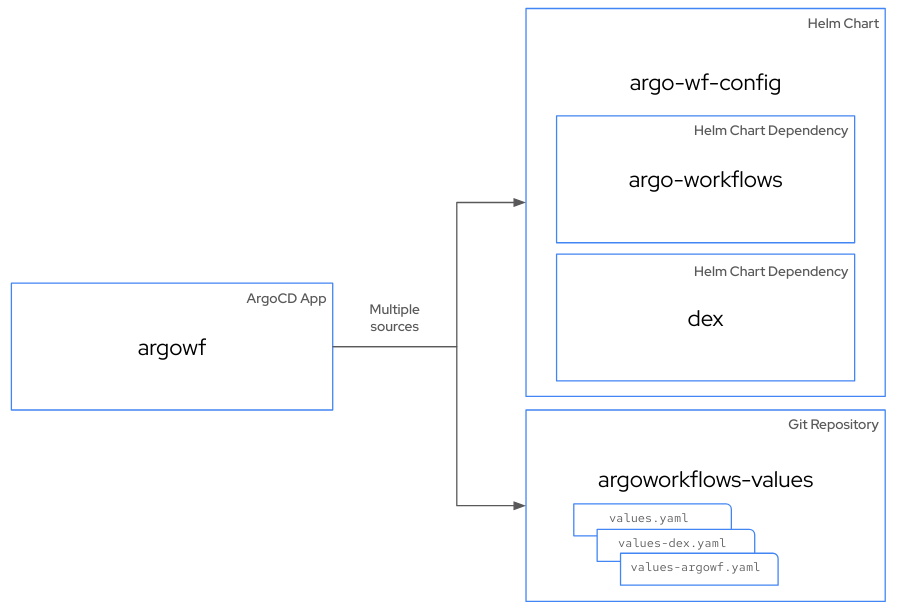 Helm Chart
argo-wf-config
Helm Chart Dependency
argo-workflows
Helm Chart Dependency
dex
ArgoCD App
argowf
Multiple
sources
Git Repository
argoworkflows-values
values.yaml
values-dex.yaml
values-argowf.yaml